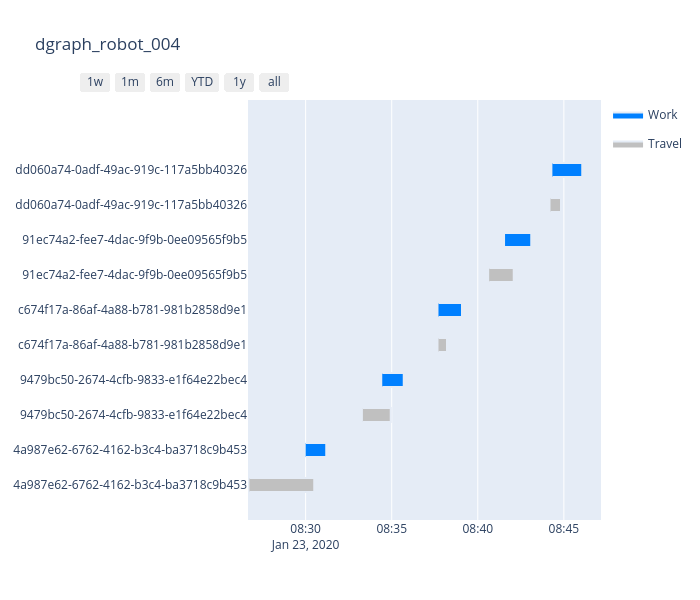 dgraph_robot_004
1w 1m 6m YTD 1y all
Work
Travel
dd060a74-0adf-49ac-919c-117a5bb40326
dd060a74-0adf-49ac-919c-117a5bb40326
91ec74a2-fee7-4dac-9f9b-0ee09565f9b5
91ec74a2-fee7-4dac-9f9b-0ee09565f9b5
c674f17a-86af-4a88-b781-981b2858d9e1
c674f17a-86af-4a88-b781-981b2858d9e1
9479bc50-2674-4cfb-9833-e1f64e22bec4
9479bc50-2674-4cfb-9833-e1f64e22bec4
4a987e62-6762-4162-b3c4-ba3718c9b453
4a987e62-6762-4162-b3c4-ba3718c9b453
08:30 08:35 08:40 08:45
Jan 23, 2020